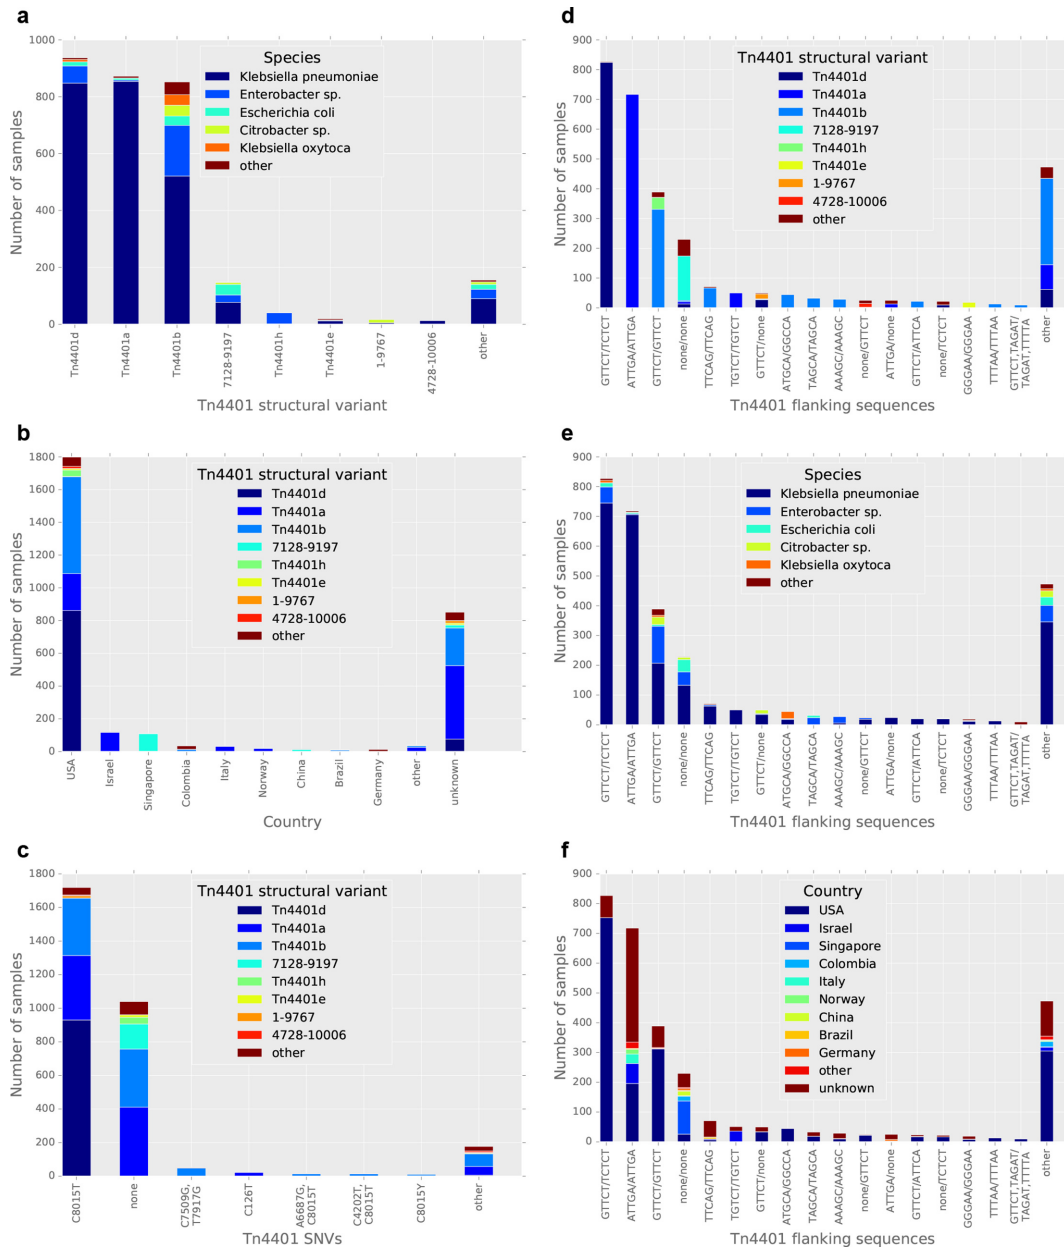 a
Number of samples
1000
800
600
400
200
0
Species
Klebsiella pneumoniae
Enterobacter sp.
Escherichia coli
Citrobacter sp.
Klebsiella oxytoca
other
Tn4401d
Tn4401a
Tn4401b
7128-9197
Tn4401h
Tn4401e
1-9767
4728-10006
other
Tn4401 structural variant
b
Number of samples
1800
1600
1400
1200
1000
800
600
400
200
0
Tn4401 structural variant
Tn4401d
Tn4401a
Tn4401b
7128-9197
Tn4401h
Tn4401e
1-9767
4728-10006
other
USA
Israel
Singapore
Colombia
Italy
Norway
China
Brazil
Germany
other
unknown
Country
c
Number of samples
1800
1600
1400
1200
1000
800
600
400
200
0
Tn4401 structural variant
Tn4401d
Tn4401a
Tn4401b
7128-9197
Tn4401h
Tn4401e
1-9767
4728-10006
other
C8015T
none
C7509G,
T7917G
C126T
A6687G,
C8015T
C4202T,
C8015T
C8015Y
other
Tn4401 SNVs
d
Number of samples
900
800
700
600
500
400
300
200
100
0
Tn4401 structural variant
Tn4401d
Tn4401a
Tn4401b
7128-9197
Tn4401h
Tn4401e
1-9767
4728-10006
other
GTTCT/TCTCT
ATTGA/ATTGA
GTTCT/GTTCT
none/none
TTCAG/TTCAG
TGTCT/TGTCT
GTTCT/none
ATGCA/GGCCA
TAGCA/TAGCA
AAAGC/AAAGC
none/GTTCT
ATTGA/none
GTTCT/ATTCA
none/TCTCT
GGGAA/GGGAA
TTTAA/TTTAA
GTTCT,TAGAT/
TAGAT,TTTTA
other
Tn4401 flanking sequences
e
Number of samples
900
800
700
600
500
400
300
200
100
0
Species
Klebsiella pneumoniae
Enterobacter sp.
Escherichia coli
Citrobacter sp.
Klebsiella oxytoca
other
GTTCT/TCTCT
ATTGA/ATTGA
GTTCT/GTTCT
none/none
TTCAG/TTCAG
TGTCT/TGTCT
GTTCT/none
ATGCA/GGCCA
TAGCA/TAGCA
AAAGC/AAAGC
none/GTTCT
ATTGA/none
GTTCT/ATTCA
none/TCTCT
GGGAA/GGGAA
TTTAA/TTTAA
GTTCT,TAGAT/
TAGAT,TTTTA
other
Tn4401 flanking sequences
f
Number of samples
900
800
700
600
500
400
300
200
100
0
Country
USA
Israel
Singapore
Colombia
Italy
Norway
China
Brazil
Germany
other
unknown
GTTCT/TCTCT
ATTGA/ATTGA
GTTCT/GTTCT
none/none
TTCAG/TTCAG
TGTCT/TGTCT
GTTCT/none
ATGCA/GGCCA
TAGCA/TAGCA
AAAGC/AAAGC
none/GTTCT
ATTGA/none
GTTCT/ATTCA
none/TCTCT
GGGAA/GGGAA
TTTAA/TTTAA
GTTCT,TAGAT/
TAGAT,TTTTA
other
Tn4401 flanking sequences